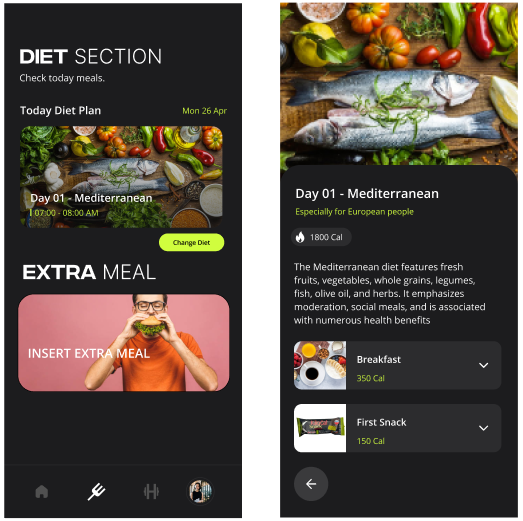 DIET SECTION
Check today meals.
Today Diet Plan
Mon 26 Apr
Day 01 - Mediterranean
07:00 - 08:00 AM
Change Diet
EXTRA MEAL
INSERT EXTRA MEAL
Day 01 - Mediterranean
Especially for European people
1800 Cal
The Mediterranean diet features fresh
fruits, vegetables, whole grains, legumes,
fish, olive oil, and herbs. It emphasizes
moderation, social meals, and is associated
with numerous health benefits
Breakfast
350 Cal
First Snack
150 Cal